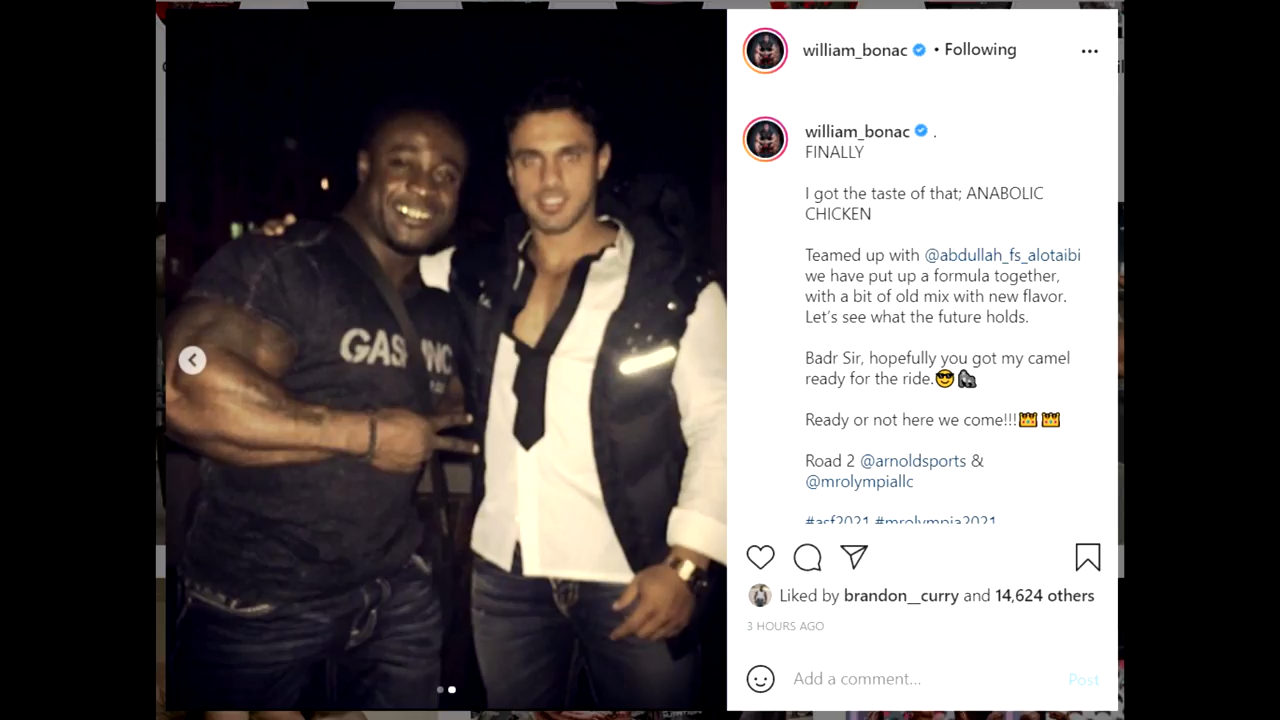 william_bonac • Following
william_bonac .
FINALLY
I got the taste of that; ANABOLIC
CHICKEN
Teamed up with @abdullah_fs_alotaibi
we have put up a formula together,
with a bit of old mix with new flavor.
Let's see what the future holds.
Badr Sir, hopefully you got my camel
ready for the ride.😎🦍
Ready or not here we come!!!👑 👑
Road 2 @arnoldsports &
@mrolympiallc
#asf2021 #mrolympia2021
Liked by brandon__curry and 14,624 others
3 HOURS AGO
Add a comment...
Post